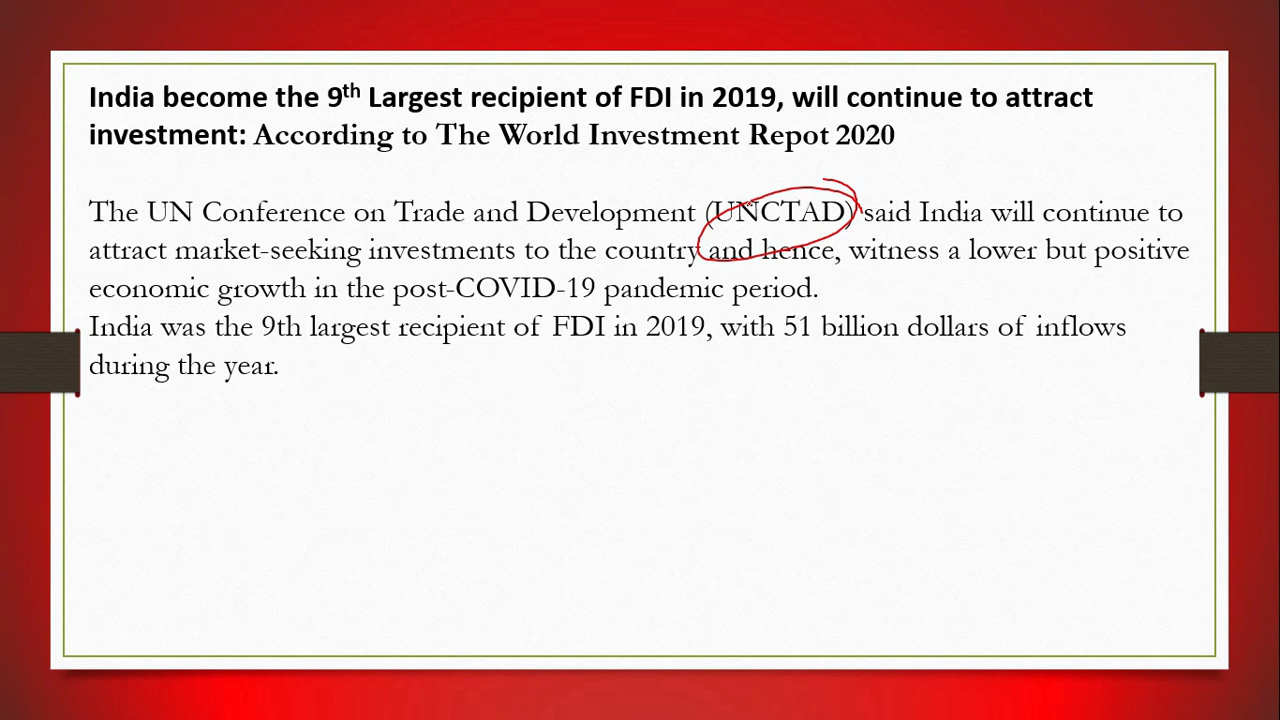 India become the 9th Largest recipient of FDI in 2019, will continue to attract
investment: According to The World Investment Repot 2020
The UN Conference on Trade and Development (UNCTAD) said India will continue to
attract market-seeking investments to the country and hence, witness a lower but positive
economic growth in the post-COVID-19 pandemic period.
India was the 9th largest recipient of FDI in 2019, with 51 billion dollars of inflows
during the year.